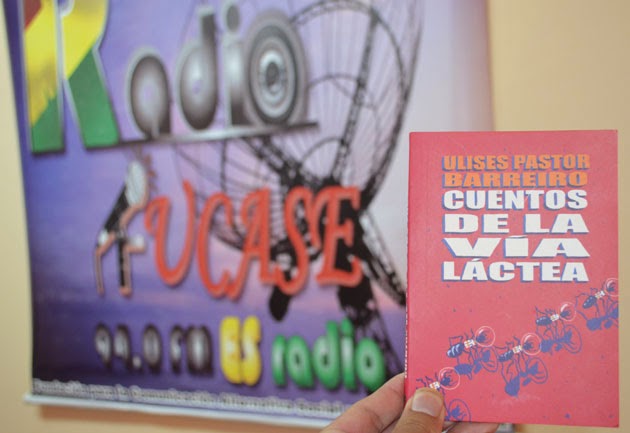 Radio
FUCASE
94.0 FM ES radio
ULISES PASTOR
BARREIRO
CUENTOS
DE LA
VÍA
LÁCTEA